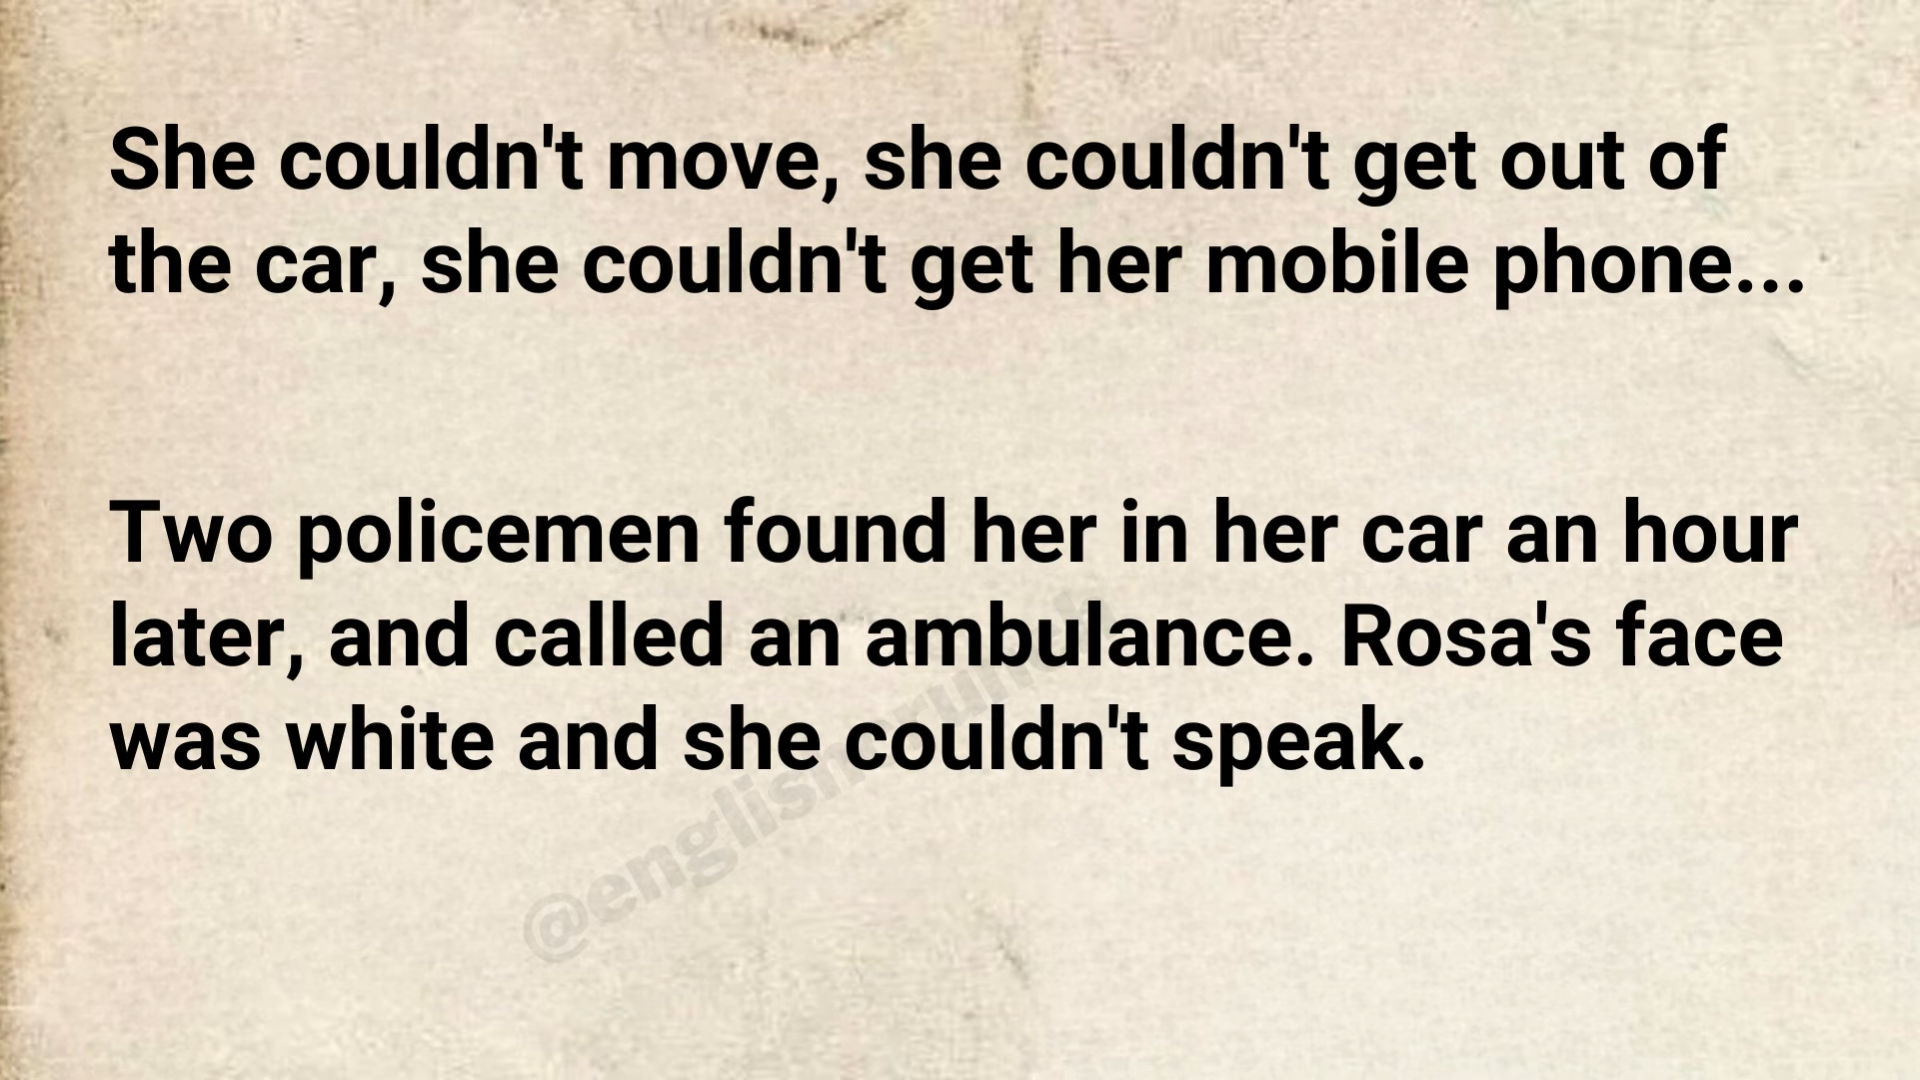 She couldn't move, she couldn't get out of
the car, she couldn't get her mobile phone...
Two policemen found her in her car an hour
later, and called an ambulance. Rosa's face
was white and she couldn't speak.